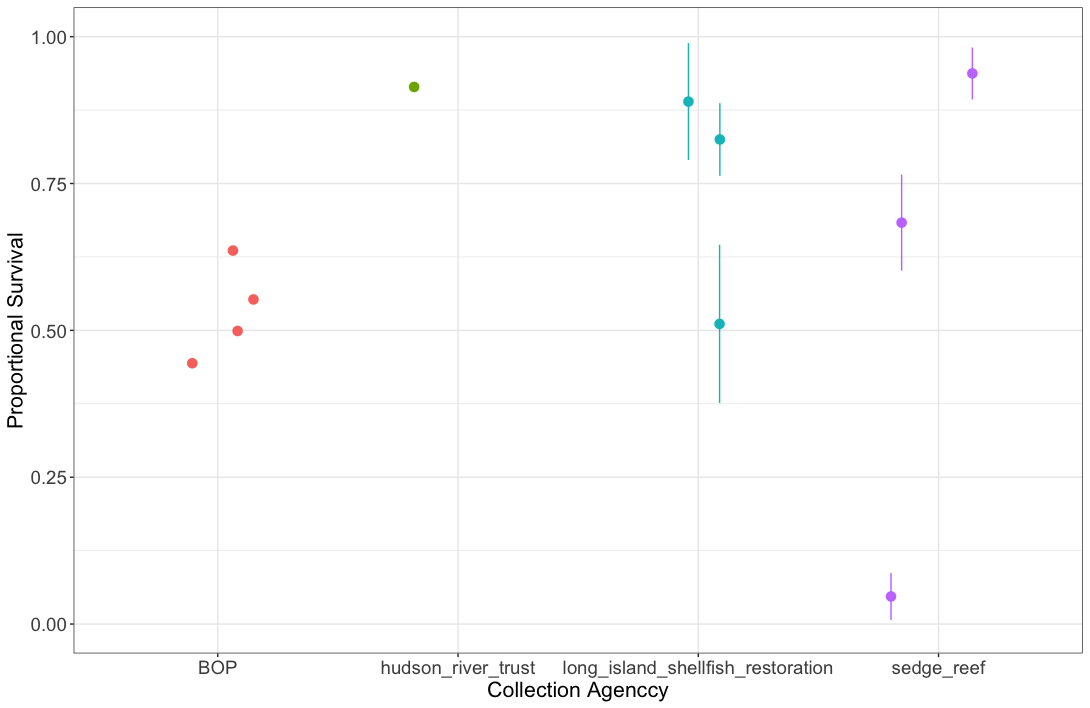 1.00
0.75
0.50
0.25
0.00
Proportional Survival
BOP hudson_river_trust long_island_shellfish_restoration sedge_reef
Collection Agenccy